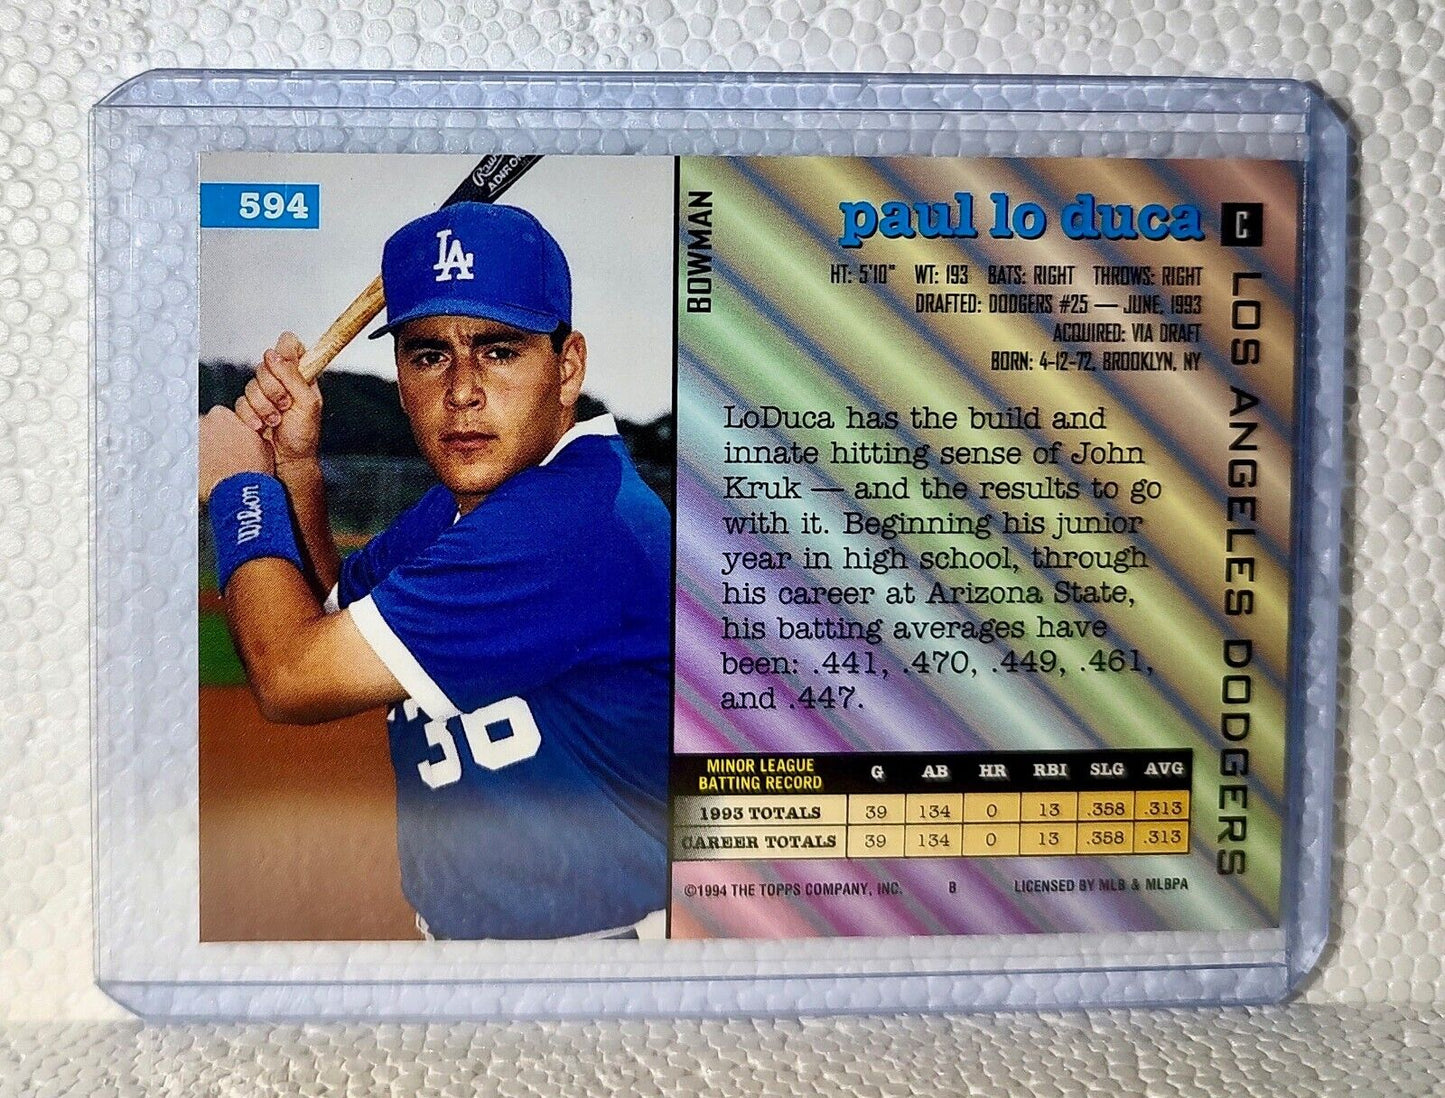 594
Raw
ADIRON
LA
Wilson
36
BOWMAN
paul lo duca
C
LOS ANGELES DODGERS
HT: 5'10" WT: 193 BATS: RIGHT THROWS: RIGHT
DRAFTED: DODGERS #25 — JUNE, 1993
ACQUIRED: VIA DRAFT
BORN: 4-12-72, BROOKLYN, NY
LoDuca has the build and
innate hitting sense of John
Kruk — and the results to go
with it. Beginning his junior
year in high school, through
his career at Arizona State,
his batting averages have
been: .441, .470, .449, .461,
and .447.
MINOR LEAGUE
BATTING RECORD G AB HR RBI SLG AVG
1993 TOTALS 39 134 0 13 .358 .313
CAREER TOTALS 39 134 0 13 .358 .313
©1994 THE TOPPS COMPANY, INC. B LICENSED BY MLB & MLBPA